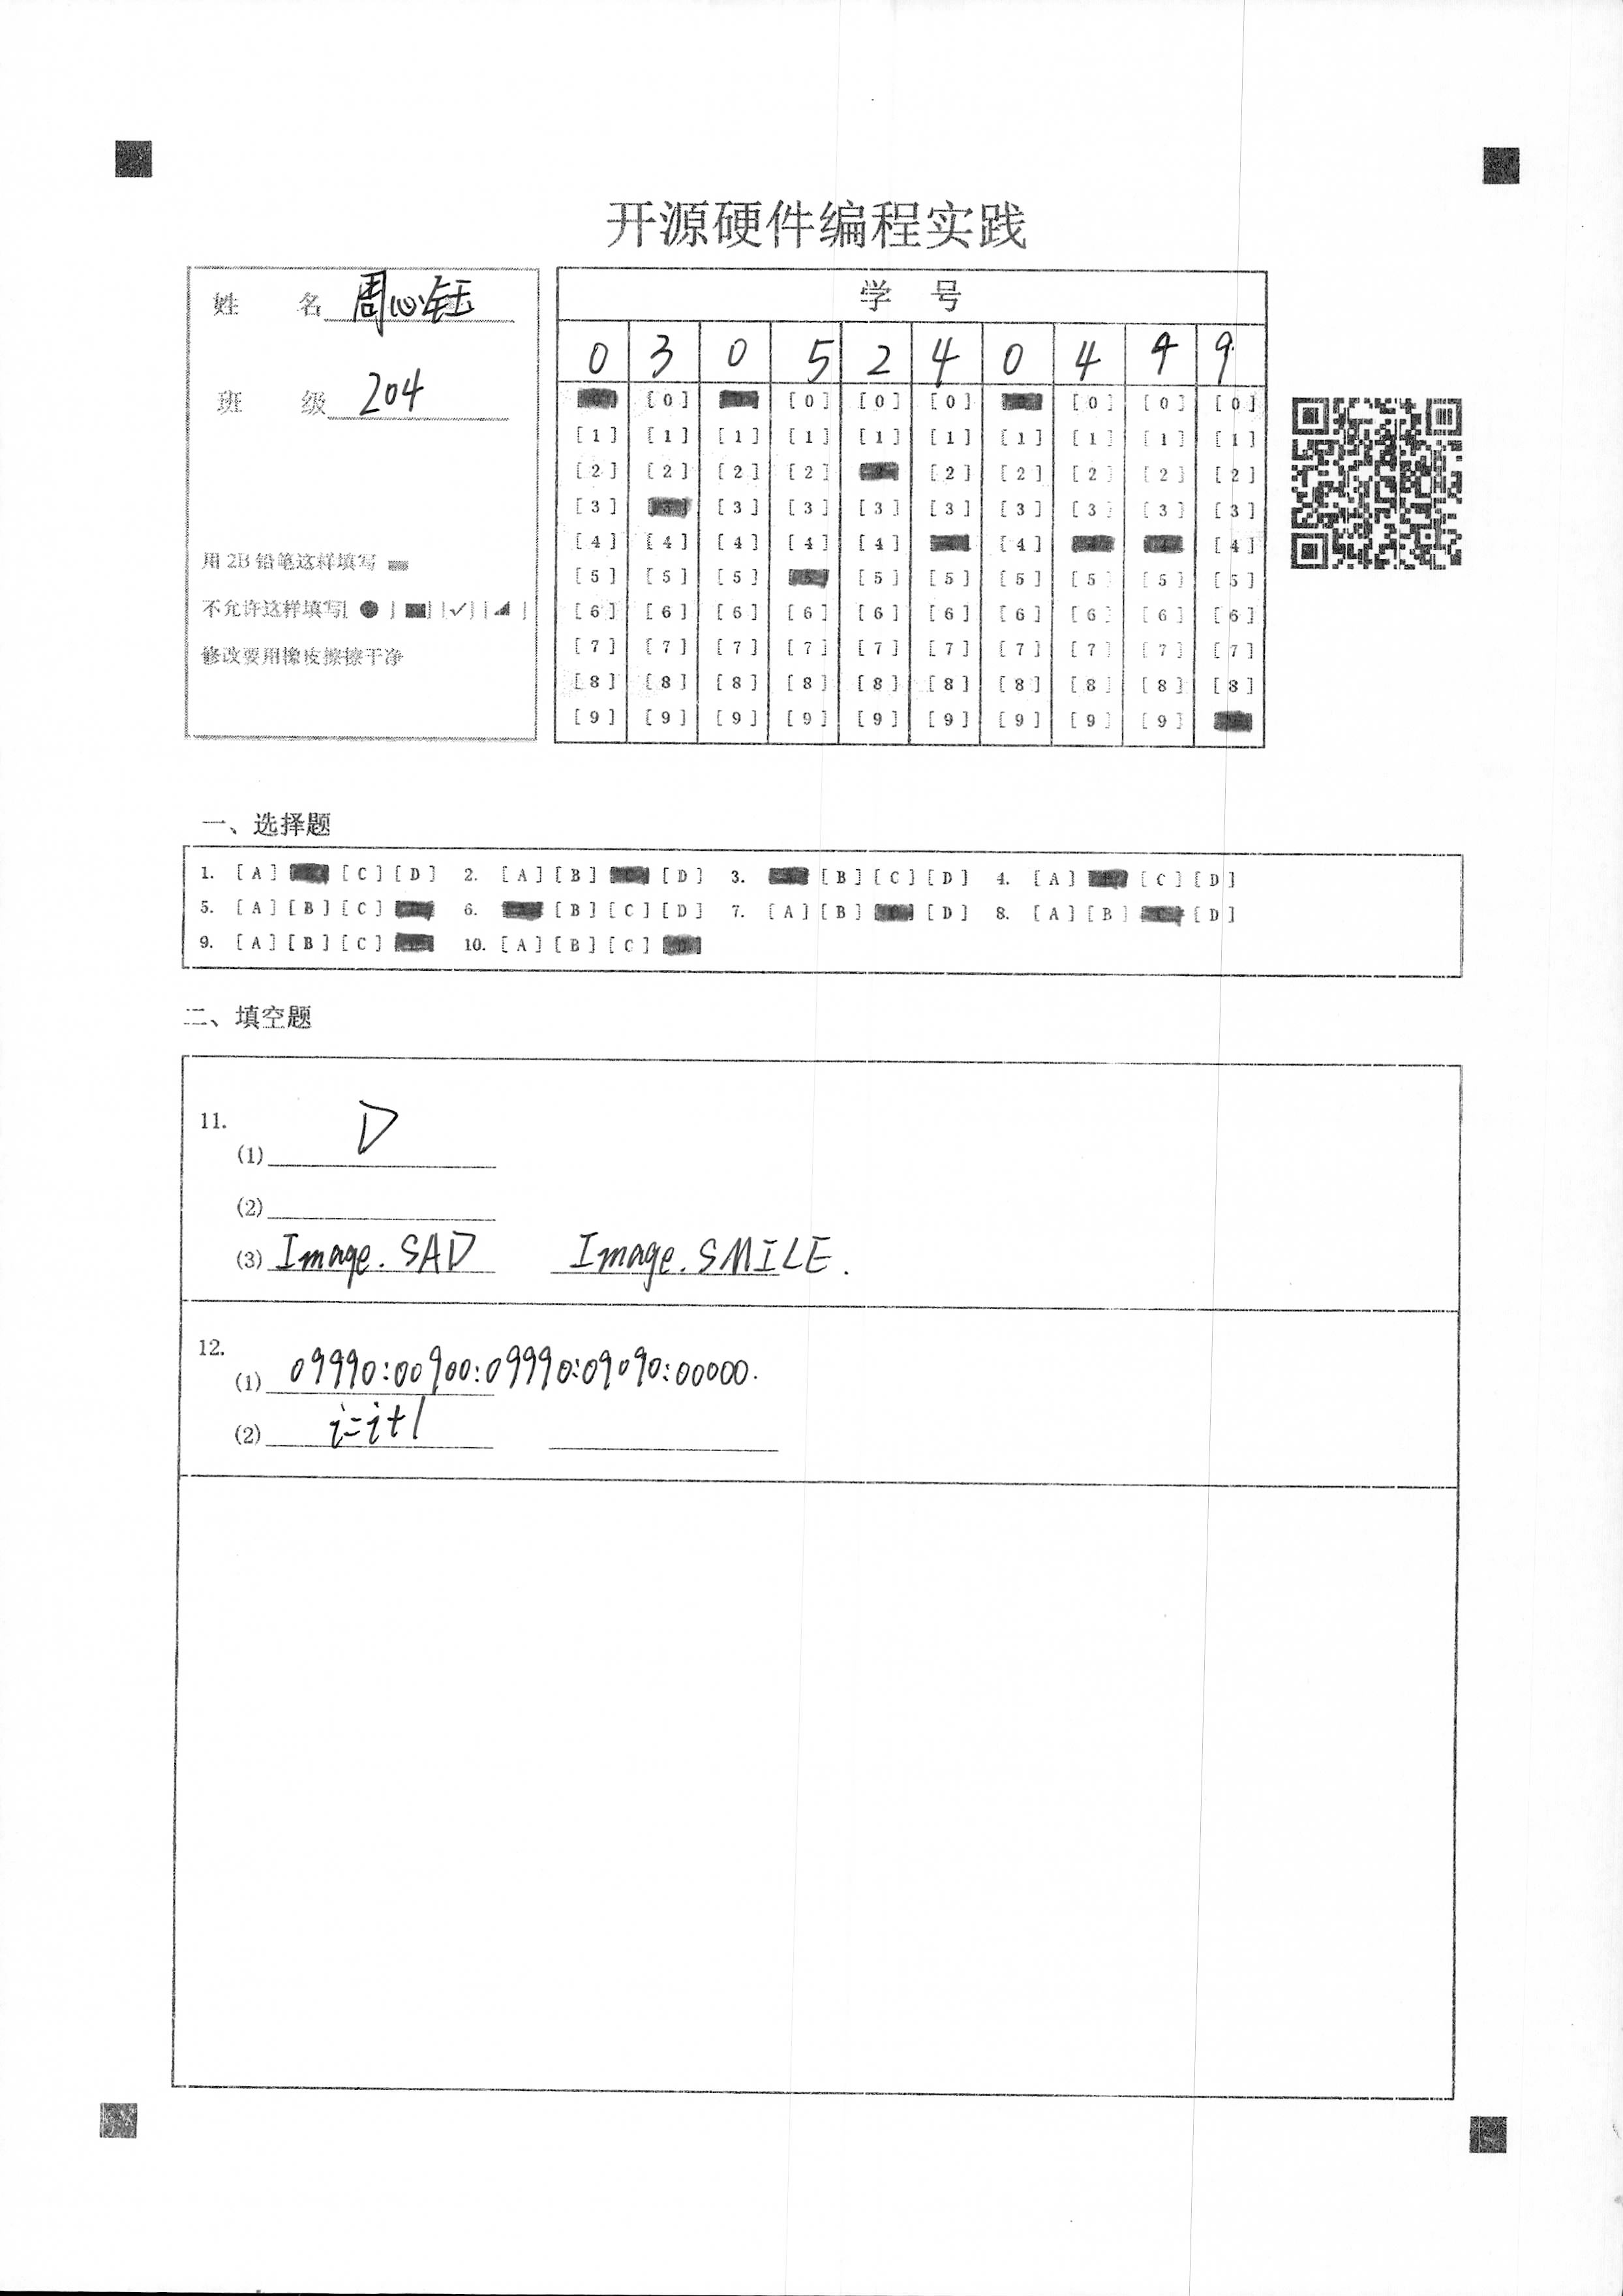 开源硬件编程实践
姓 名 周心钰
班 级 204
用 2B 铅笔这样填写
不允许这样填写[ ● ] [■] [✓] [◢ ]
修改要用橡皮擦擦干净
学 号
0 3 0 5 2 4 0 4 4 9
[0] [0] [0] [0] [0] [0] [0]
[1] [1] [1] [1] [1] [1] [1] [1] [1] [1]
[2] [2] [2] [2] [2] [2] [2] [2] [2]
[3] [3] [3] [3] [3] [3] [3] [3] [3]
[4] [4] [4] [4] [4] [4] [4]
[5] [5] [5] [5] [5] [5] [5] [5] [5]
[6] [6] [6] [6] [6] [6] [6] [6] [6] [6]
[7] [7] [7] [7] [7] [7] [7] [7] [7] [7]
[8] [8] [8] [8] [8] [8] [8] [8] [8] [8]
[9] [9] [9] [9] [9] [9] [9] [9] [9]
一、选择题
1. [A] [C] [D] 2. [A] [B] [D] 3. [B] [C] [D] 4. [A] [C] [D]
5. [A] [B] [C] 6. [B] [C] [D] 7. [A] [B] [D] 8. [A] [B] [D]
9. [A] [B] [C] 10. [A] [B] [C]
二、填空题
11.
(1) D
(2)
(3) Image.SAD Image.SMILE.
12.
(1) 09990:00900:09990:09090:00000.
(2) i=i+1